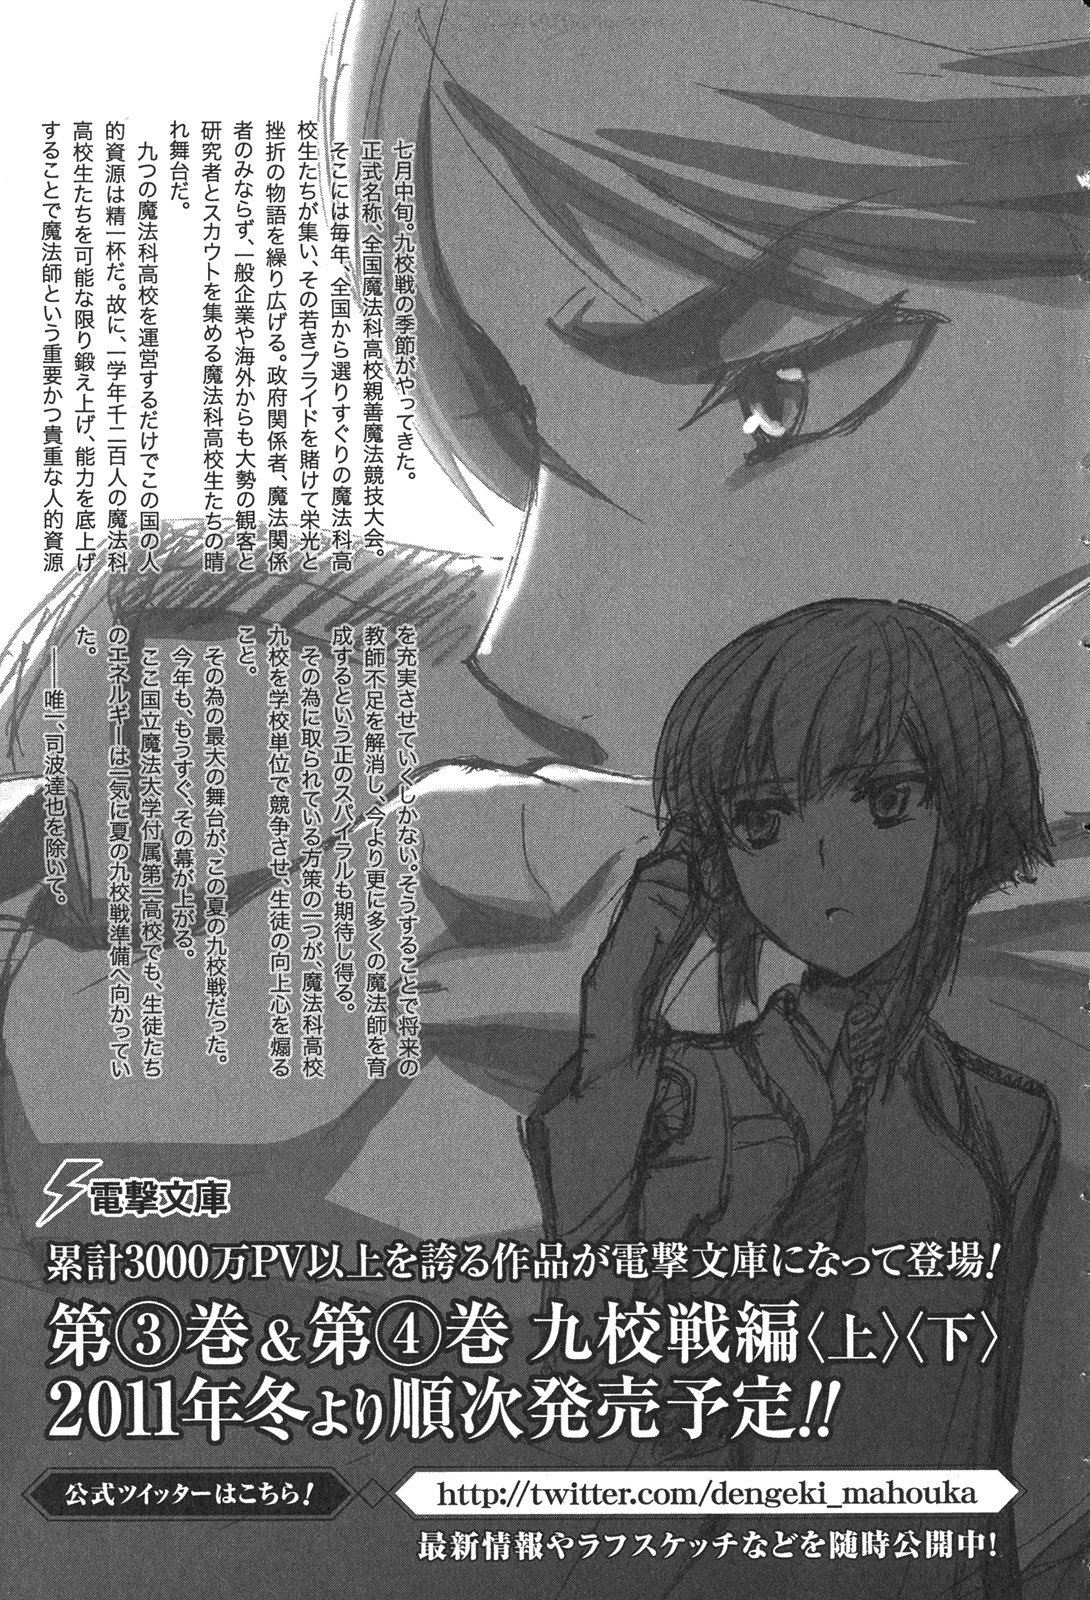 七月中旬。九校戦の季節がやってきた。
正式名称、全国魔法科高校親善魔法競技大会。
そこには毎年、全国から選りすぐりの魔法科高
校生たちが集い、その若きプライドを賭けて栄光と
挫折の物語を繰り広げる。政府関係者、魔法関係
者のみならず、一般企業や海外からも大勢の観客と
研究者とスカウトを集める魔法科高校生たちの晴
れ舞台だ。
九つの魔法科高校を運営するだけでこの国の人
的資源は精一杯だ。故に、一学年千二百人の魔法科
高校生たちを可能な限り鍛え上げ、能力を底上げ
することで魔法師という重要かつ貴重な人的資源
を充実させていくしかない。そうすることで将来の
教師不足を解消し、今より更に多くの魔法師を育
成するという正のスパイラルも期待し得る。
その為に取られている方策の一つが、魔法科高校
九校を学校単位で競争させ、生徒の向上心を煽る
こと。
その為の最大の舞台が、この夏の九校戦だった。
今年も、もうすぐ、その幕が上がる。
ここ国立魔法大学付属第一高校でも、生徒たち
のエネルギーは一気に夏の九校戦準備へ向かってい
た。
――唯一、司波達也を除いて。
電撃文庫
累計3000万PV以上を誇る作品が電撃文庫になって登場!
第③巻&第④巻 九校戦編〈上〉〈下〉
2011年冬より順次発売予定!!
公式ツイッターはこちら!
http://twitter.com/dengeki_mahouka
最新情報やラフスケッチなどを随時公開中!